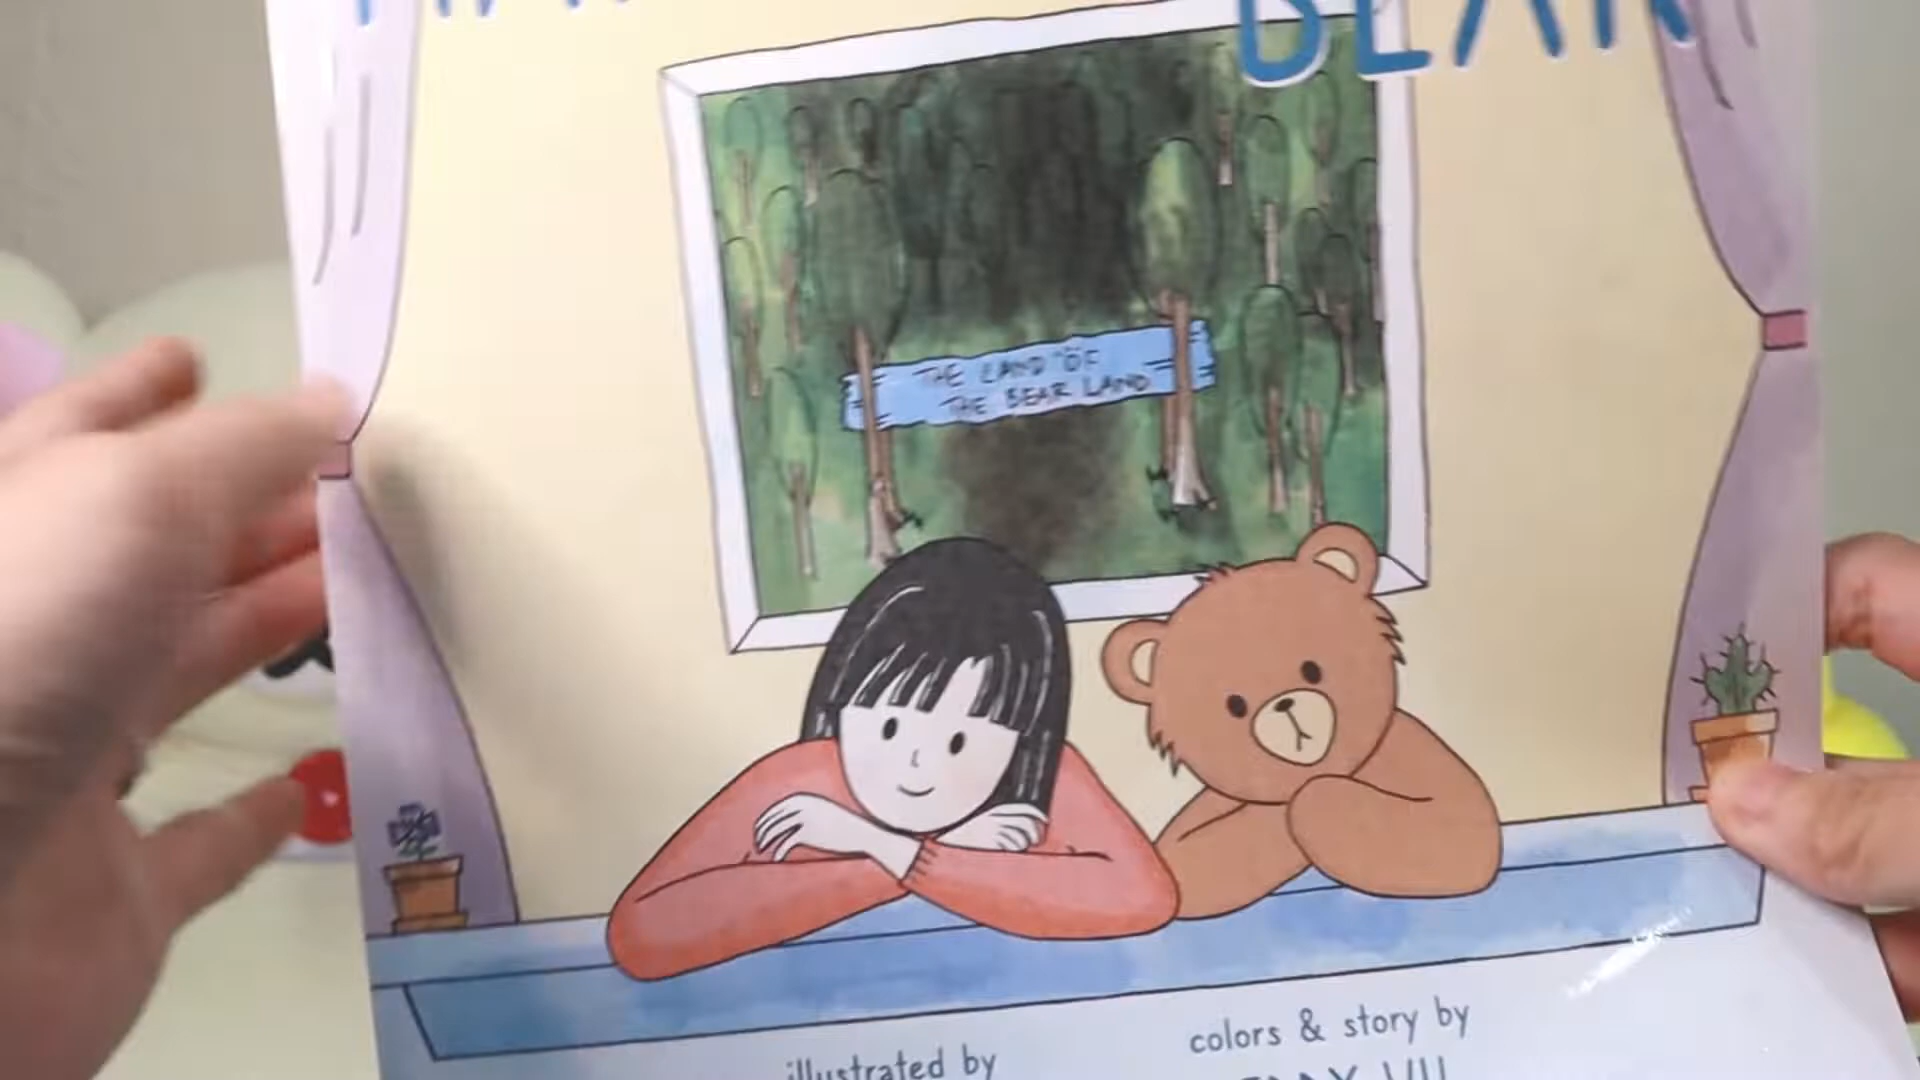 BEAR
THE LAND OF
THE BEAR LAND
colors & story by
illustrated by